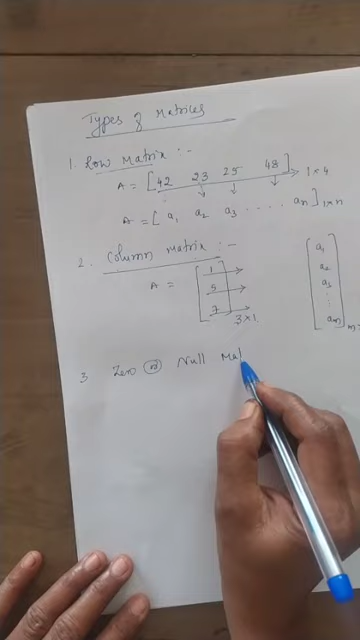 Types of Matrices
1. Row Matrix :-
A = [42 23 25 48] 1×4
A = [ a1 a2 a3 ..... an ] 1×n
2. Column Matrix :-
A = [ 1
5
7 ] 3×1
[ a1
a2
a3
⋮
am ]
3 Zero or Null Mat